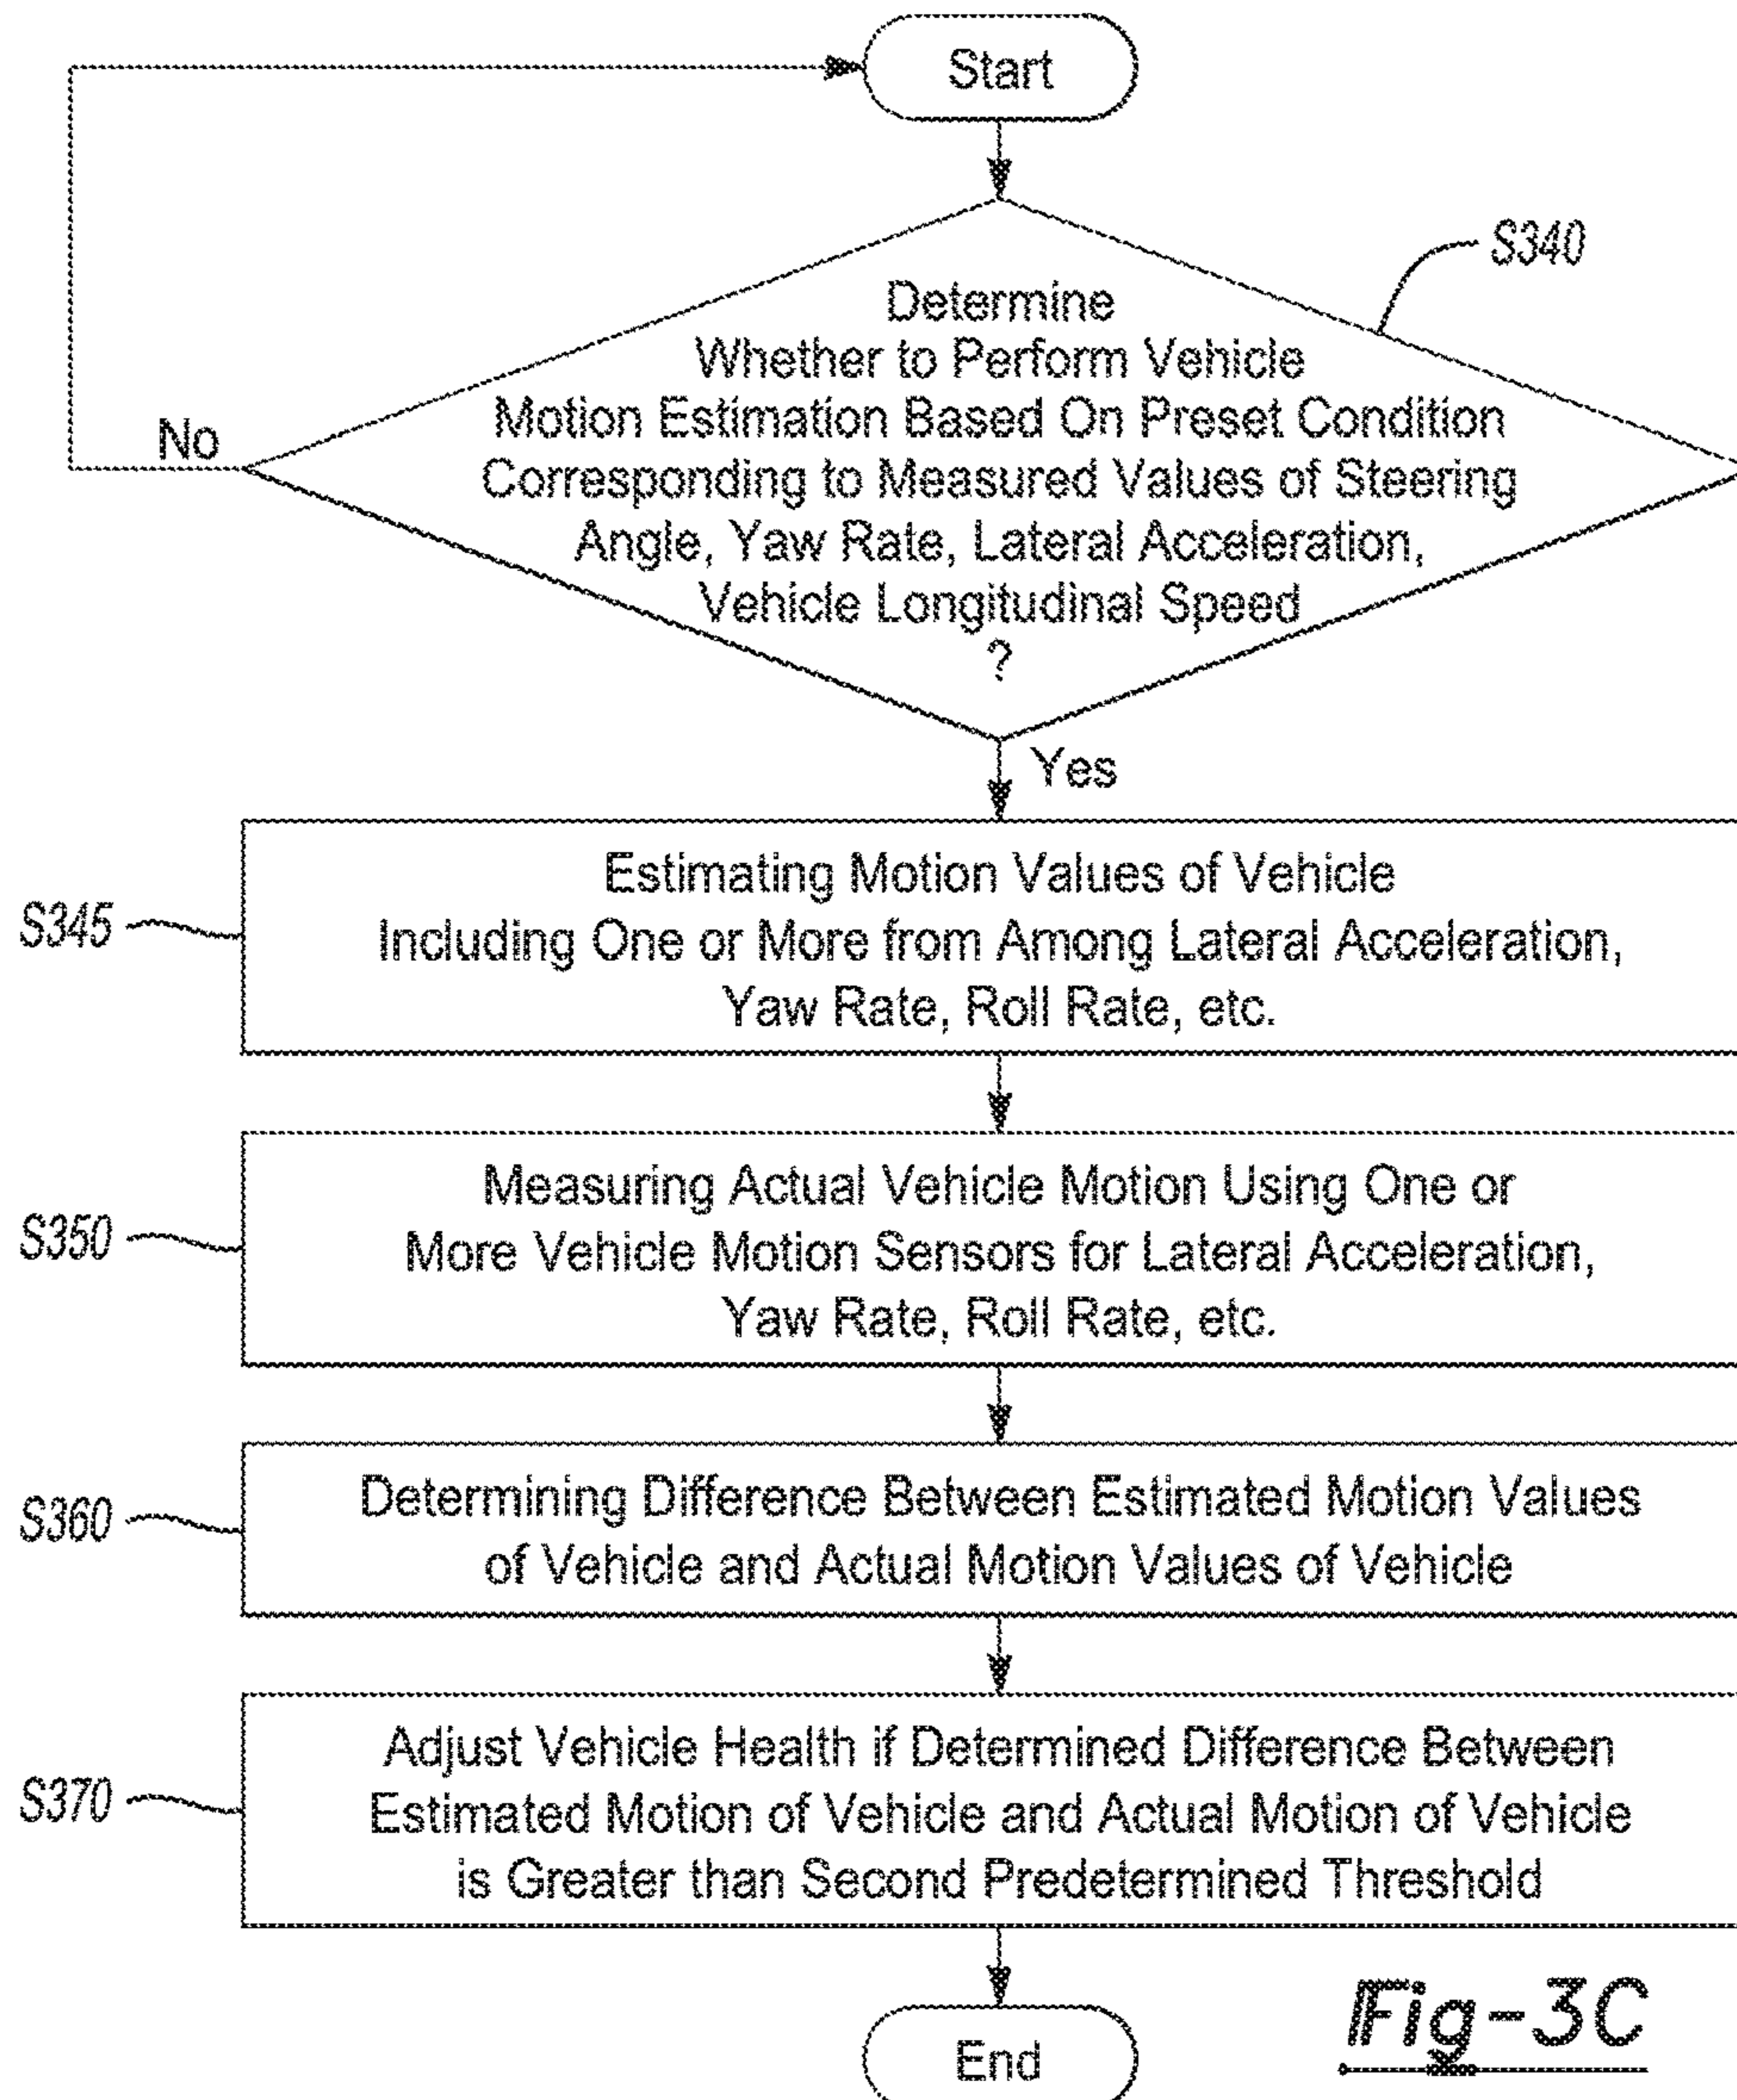 Start
S340
Determine
Whether to Perform Vehicle
Motion Estimation Based On Preset Condition
Corresponding to Measured Values of Steering
Angle, Yaw Rate, Lateral Acceleration,
Vehicle Longitudinal Speed
?
No
Yes
S345
Estimating Motion Values of Vehicle
Including One or More from Among Lateral Acceleration,
Yaw Rate, Roll Rate, etc.
S350
Measuring Actual Vehicle Motion Using One or
More Vehicle Motion Sensors for Lateral Acceleration,
Yaw Rate, Roll Rate, etc.
S360
Determining Difference Between Estimated Motion Values
of Vehicle and Actual Motion Values of Vehicle
S370
Adjust Vehicle Health if Determined Difference Between
Estimated Motion of Vehicle and Actual Motion of Vehicle
is Greater than Second Predetermined Threshold
End
Fig-3C